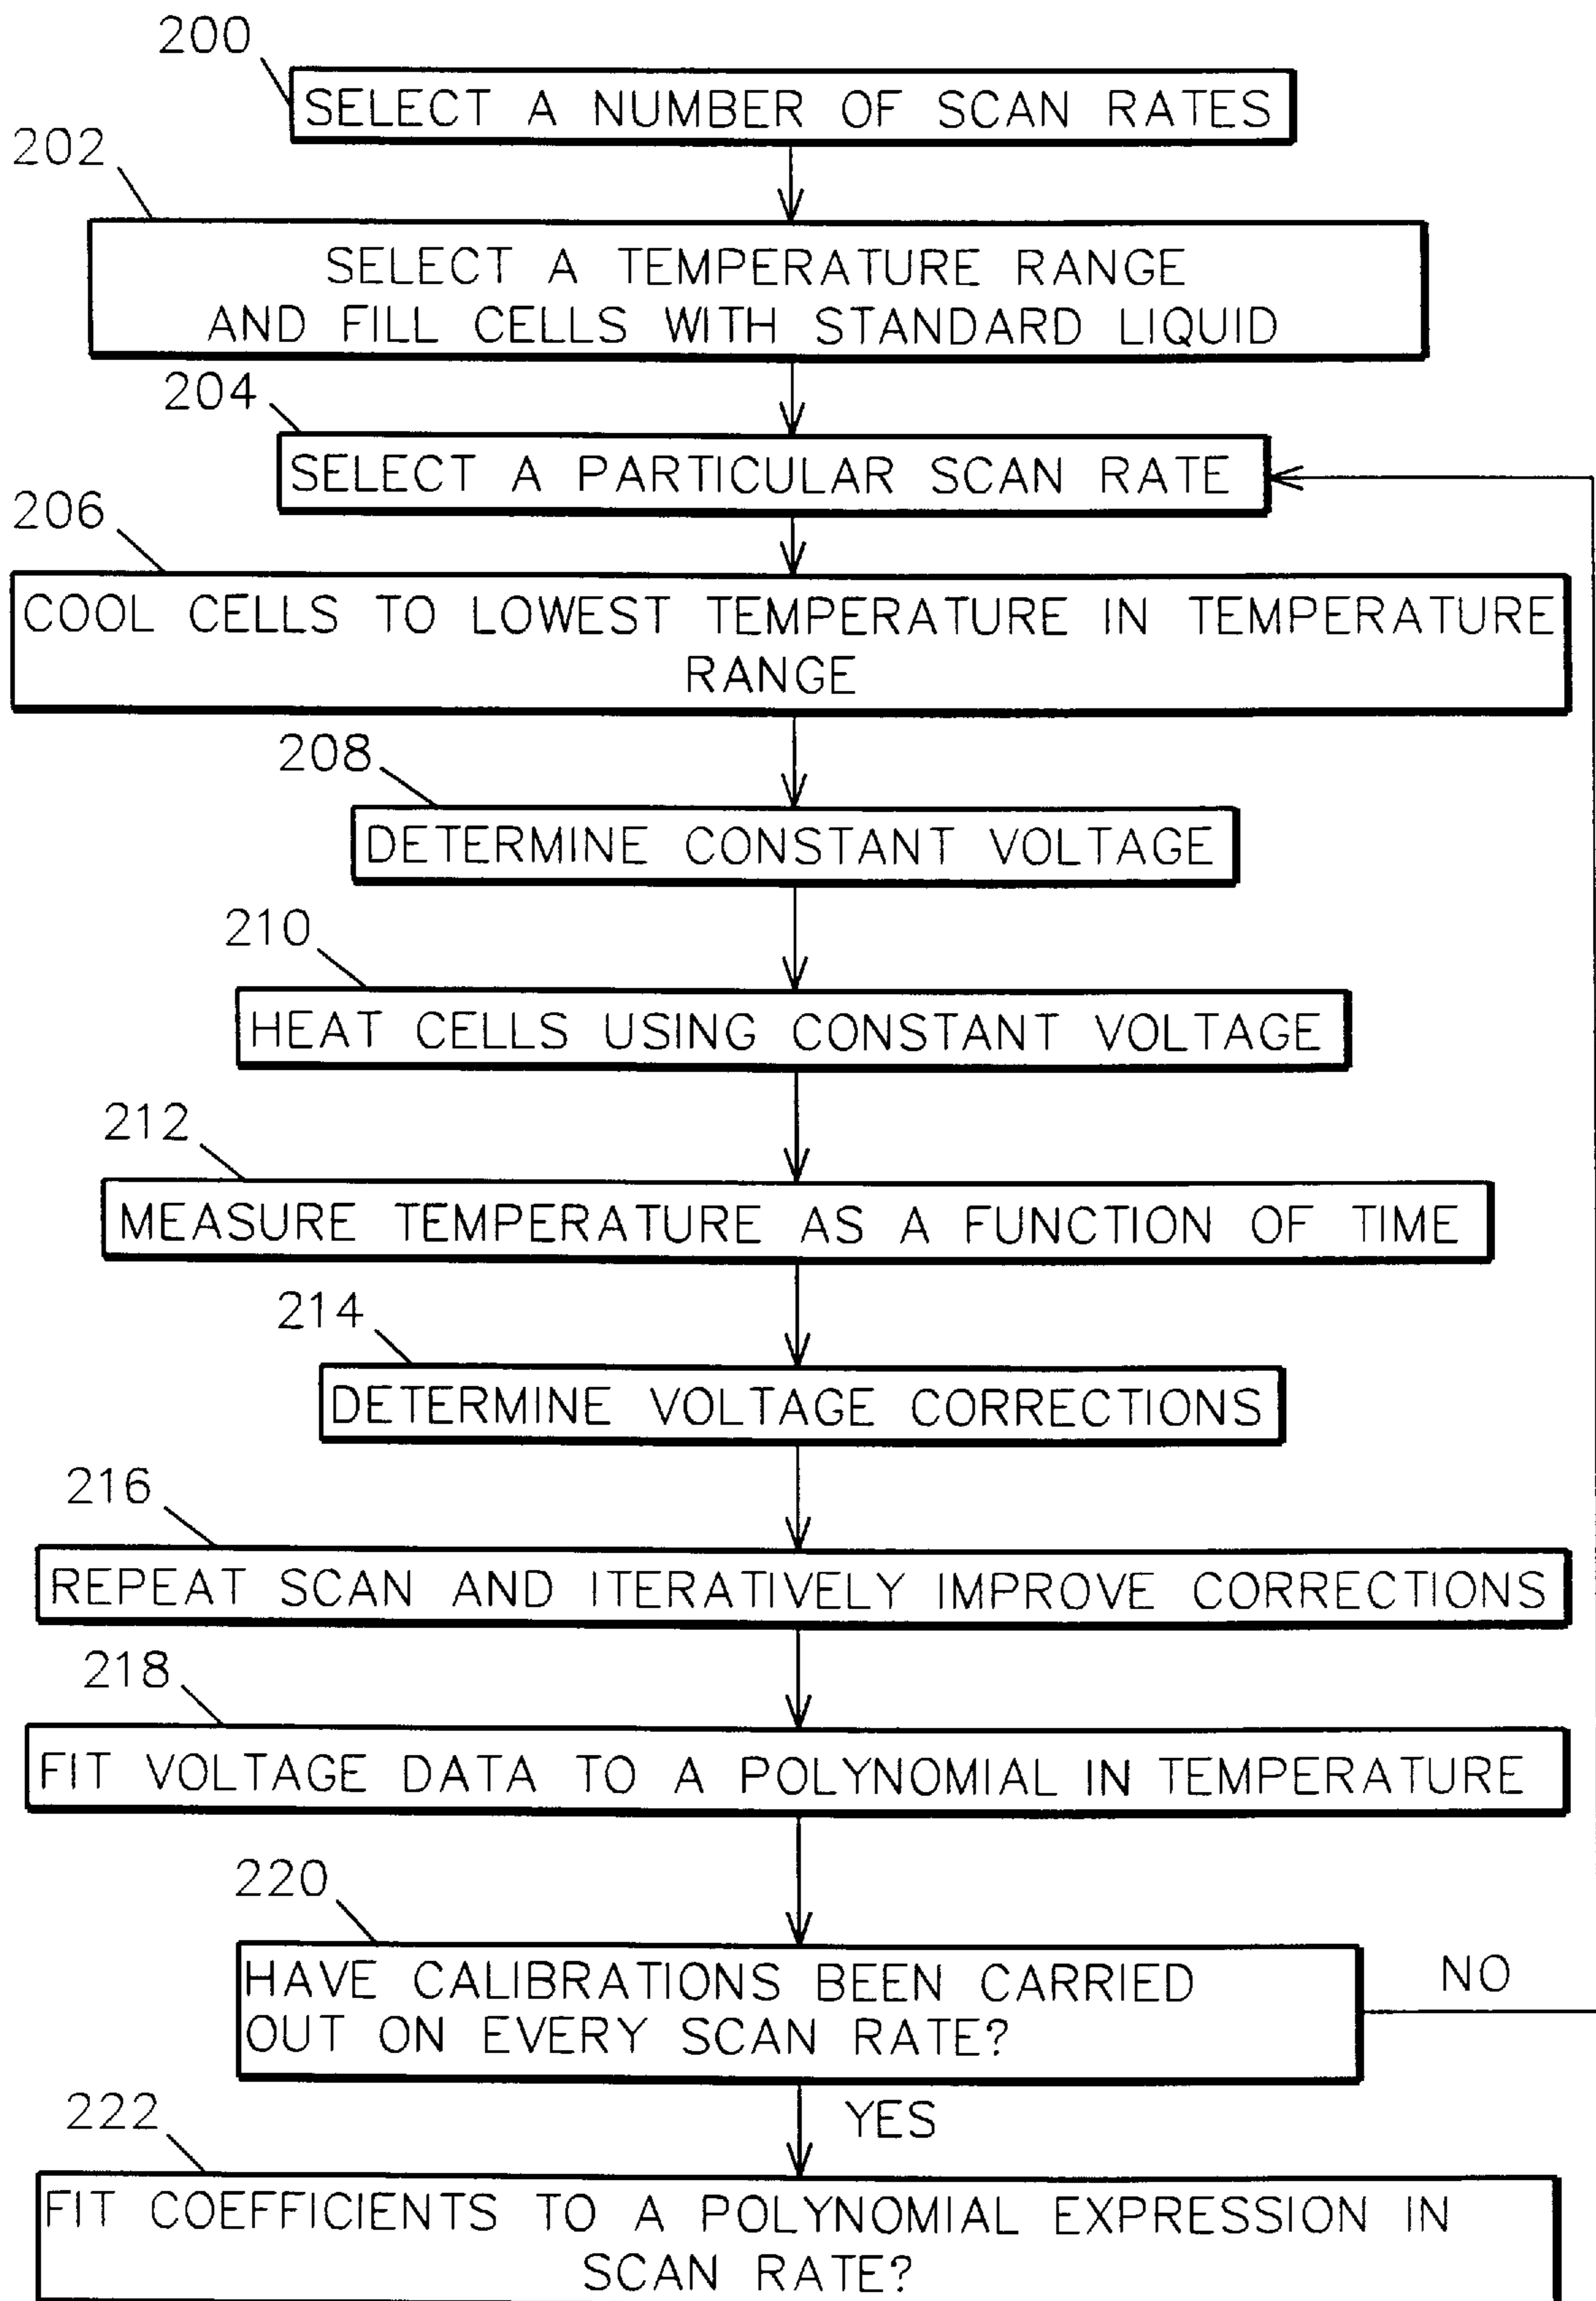 200
SELECT A NUMBER OF SCAN RATES
202
SELECT A TEMPERATURE RANGE
AND FILL CELLS WITH STANDARD LIQUID
204
SELECT A PARTICULAR SCAN RATE
206
COOL CELLS TO LOWEST TEMPERATURE IN TEMPERATURE
RANGE
208
DETERMINE CONSTANT VOLTAGE
210
HEAT CELLS USING CONSTANT VOLTAGE
212
MEASURE TEMPERATURE AS A FUNCTION OF TIME
214
DETERMINE VOLTAGE CORRECTIONS
216
REPEAT SCAN AND ITERATIVELY IMPROVE CORRECTIONS
218
FIT VOLTAGE DATA TO A POLYNOMIAL IN TEMPERATURE
220
HAVE CALIBRATIONS BEEN CARRIED
OUT ON EVERY SCAN RATE?
NO
YES
222
FIT COEFFICIENTS TO A POLYNOMIAL EXPRESSION IN
SCAN RATE?